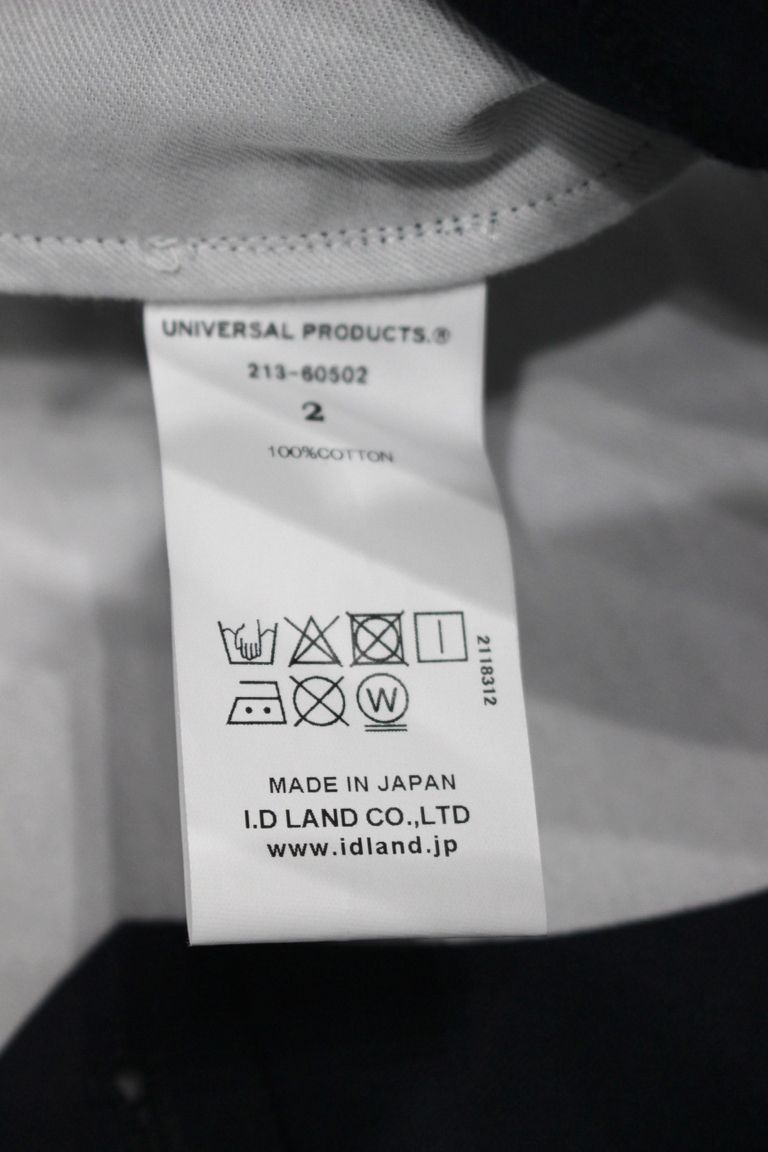 UNIVERSAL PRODUCTS.®
213-60502
2
100%COTTON
2118312
W
MADE IN JAPAN
I.D LAND CO.,LTD
www.idland.jp